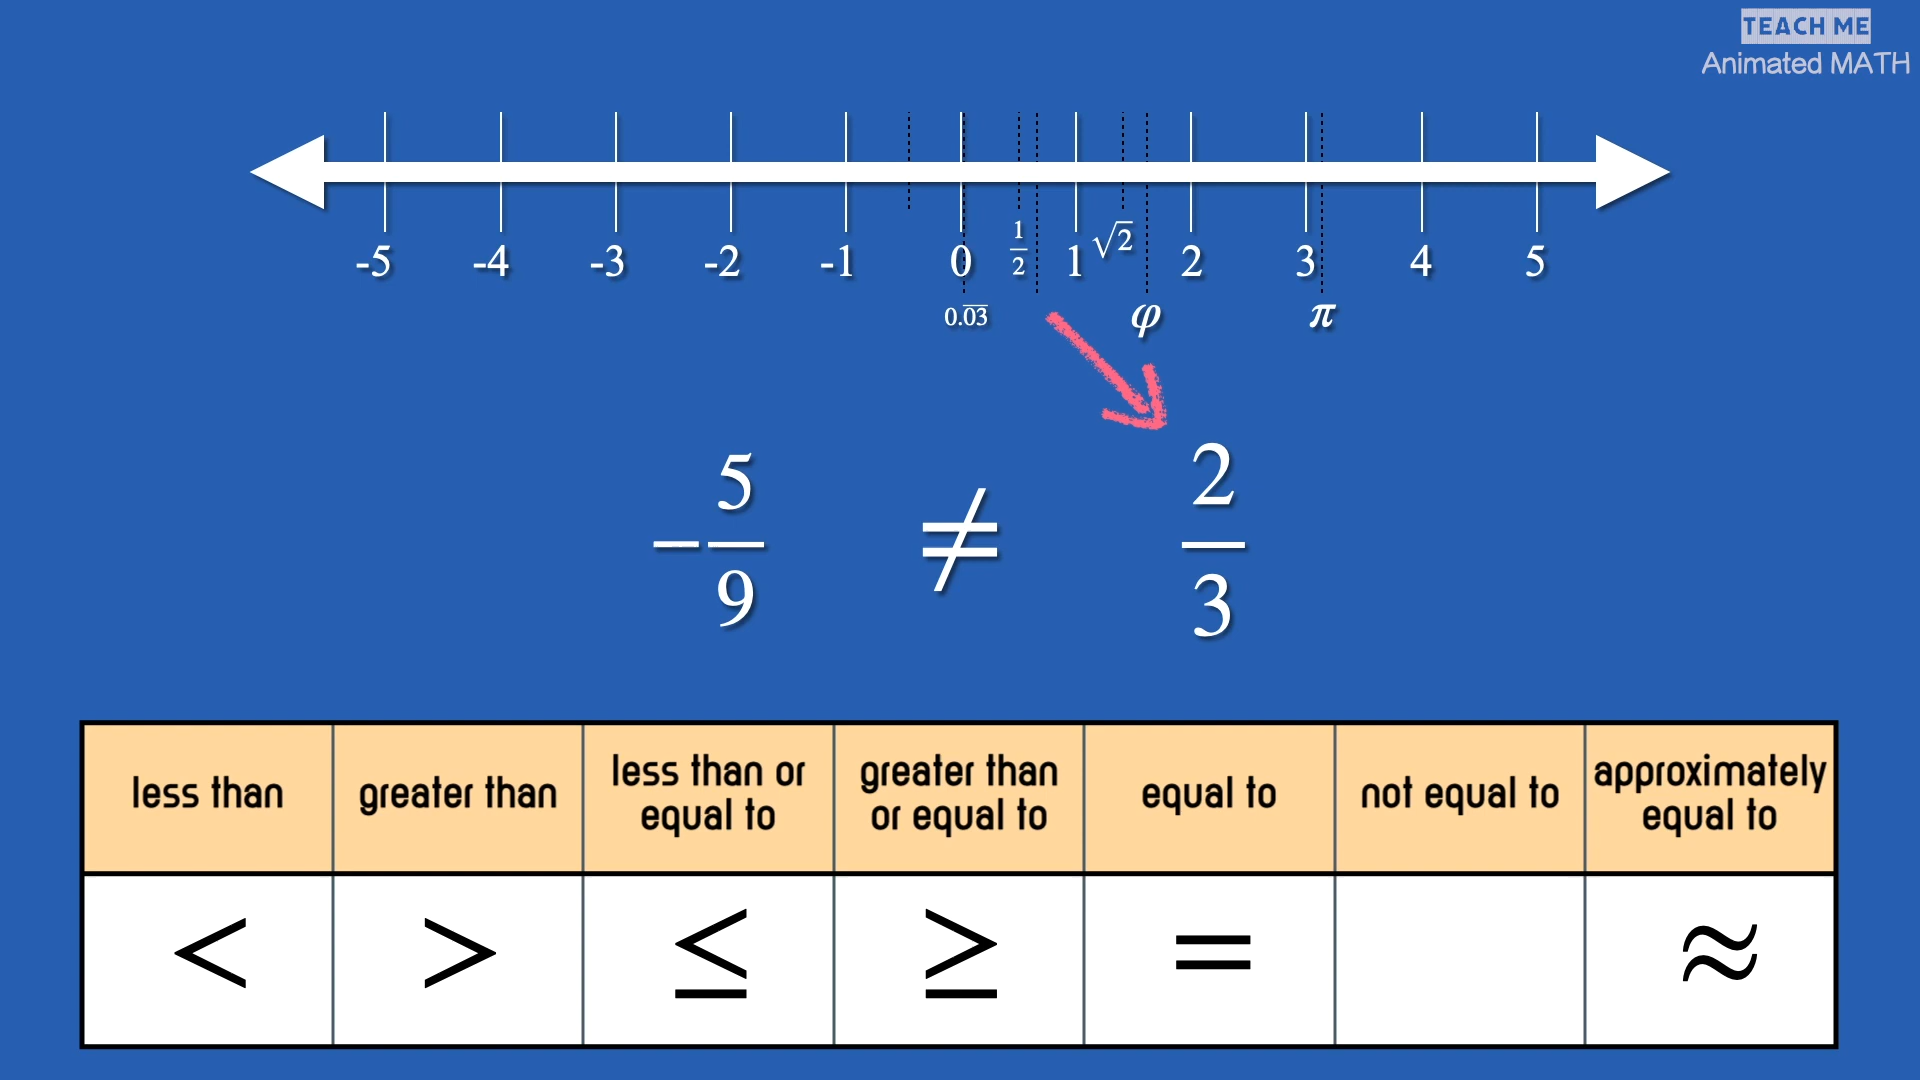 TEACH ME
Animated MATH
-5 -4 -3 -2 -1 0 1/2 1 √2 2 3 4 5
0.0̅3̅ φ π
-5/9 ≠ 2/3
less than
greater than
less than or
equal to
greater than
or equal to
equal to
not equal to
approximately
equal to
< > ≤ ≥ = ≈